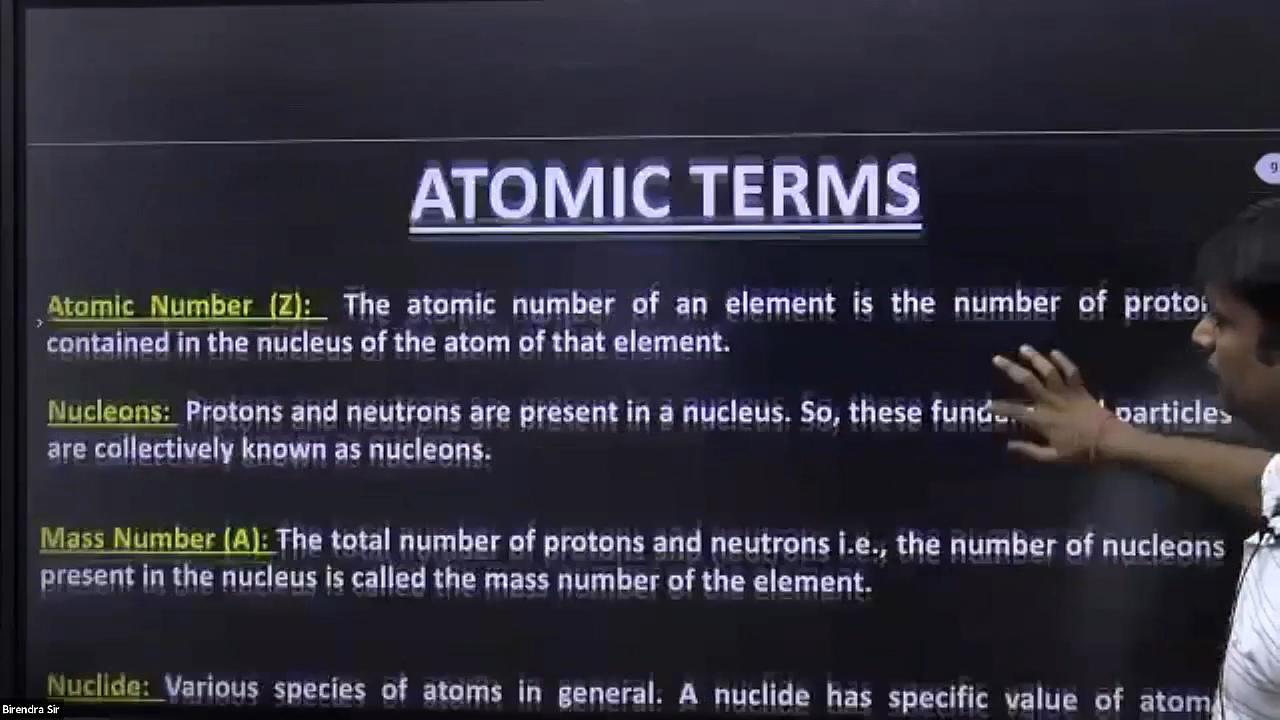 ATOMIC TERMS
9
Atomic Number (Z): The atomic number of an element is the number of
contained in the nucleus of the atom of that element.
Nucleons: Protons and neutrons are present in a nucleus. So, these particles
are collectively known as nucleons.
Mass Number (A): The total number of protons and neutrons i.e., the number of nucleons
present in the nucleus is called the mass number of the element.
Nuclide: Various species of atoms in general. A nuclide has specific value of
Birendra Sir